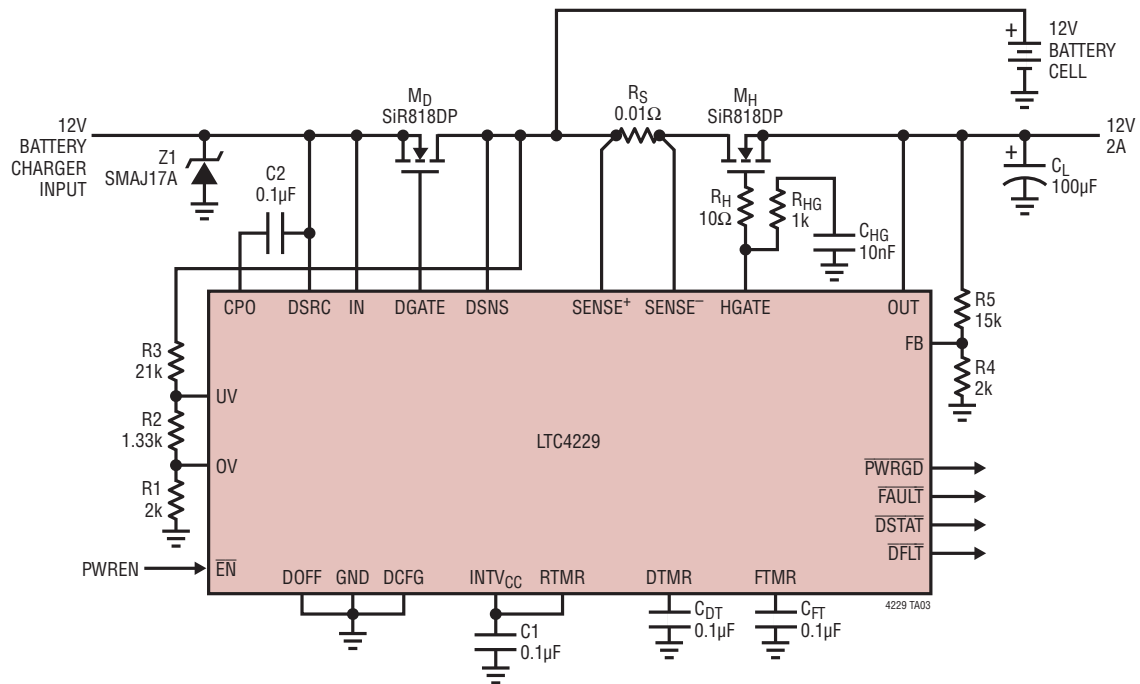 12V
BATTERY
CELL
M_D
SiR818DP
R_S
0.01Ω
M_H
SiR818DP
12V
BATTERY
CHARGER
INPUT
12V
2A
Z1
SMAJ17A
C2
0.1µF
R_H
10Ω
R_HG
1k
C_HG
10nF
+
C_L
100µF
+
CPO
DSRC
IN
DGATE
DSNS
SENSE⁺
SENSE⁻
HGATE
OUT
R3
21k
UV
R2
1.33k
OV
R1
2k
R5
15k
FB
R4
2k
LTC4229
PWRGD
FAULT
DSTAT
DFLT
PWREN
EN
DOFF
GND
DCFG
INTV_CC
RTMR
DTMR
FTMR
4229 TA03
C1
0.1µF
C_DT
0.1µF
C_FT
0.1µF